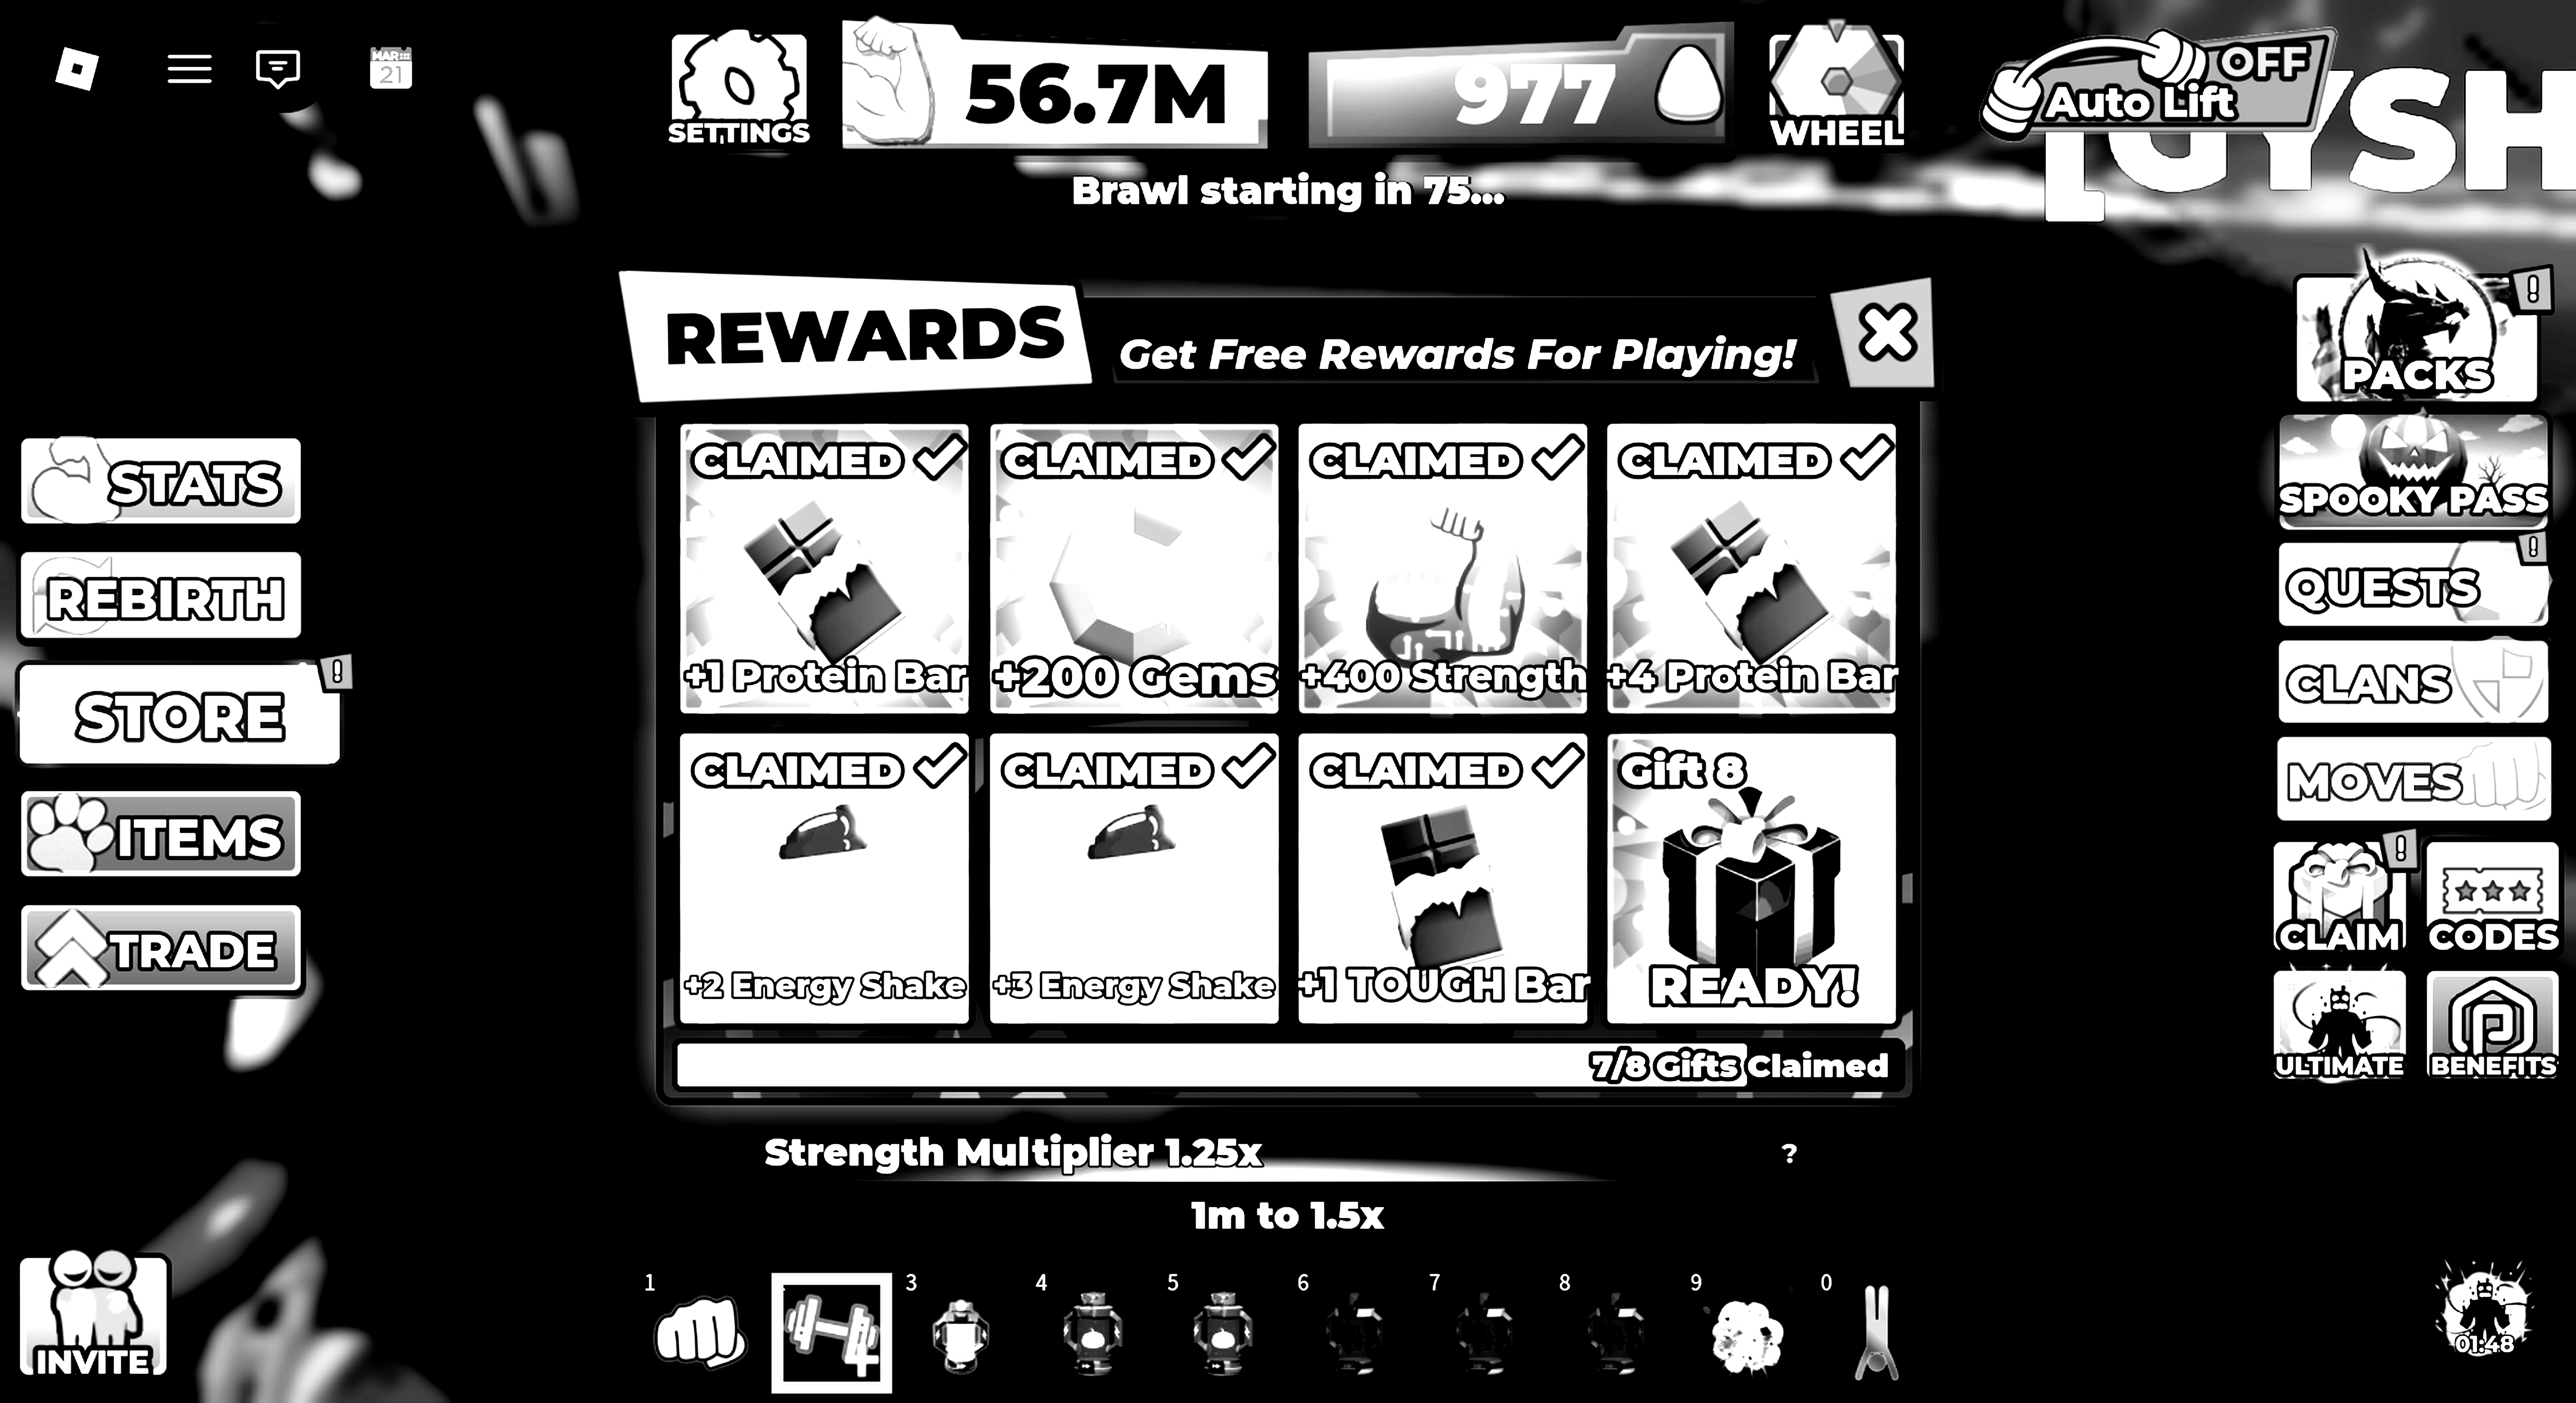 MAR
21
SETTINGS
56.7M
977
WHEEL
OFF
Auto Lift
Brawl starting in 75...
REWARDS
Get Free Rewards For Playing!
CLAIMED
+1 Protein Bar
CLAIMED
+200 Gems
CLAIMED
+400 Strength
CLAIMED
+4 Protein Bar
CLAIMED
+2 Energy Shake
CLAIMED
+3 Energy Shake
CLAIMED
+1 TOUGH Bar
Gift 8
READY!
7/8 Gifts Claimed
STATS
REBIRTH
!
STORE
ITEMS
TRADE
INVITE
!
PACKS
SPOOKY PASS
!
QUESTS
CLANS
MOVES
!
CLAIM
CODES
ULTIMATE
BENEFITS
Strength Multiplier 1.25x
?
1m to 1.5x
1
3
4
5
6
7
8
9
0
01:48